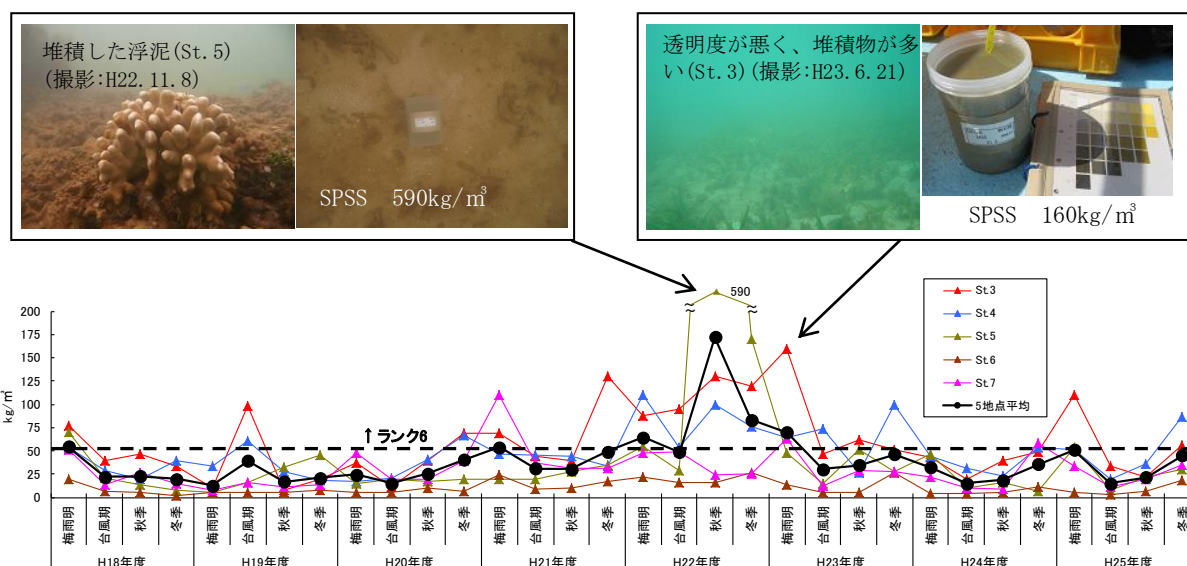 堆積した浮泥(St.5)
(撮影:H22.11.8)
SPSS 590kg/㎥
透明度が悪く、堆積物が多
い(St.3)(撮影:H23.6.21)
SPSS 160kg/㎥
590
200
175
150
125
100
75
50
25
0
kg/㎥
↑ランク6
St.3
St.4
St.5
St.6
St.7
5地点平均
梅雨明 台風期 秋季 冬季 梅雨明 台風期 秋季 冬季 梅雨明 台風期 秋季 冬季 梅雨明 台風期 秋季 冬季 梅雨明 台風期 秋季 冬季 梅雨明 台風期 秋季 冬季 梅雨明 台風期 秋季 冬季 梅雨明 台風期 秋季 冬季
H18年度 H19年度 H20年度 H21年度 H22年度 H23年度 H24年度 H25年度